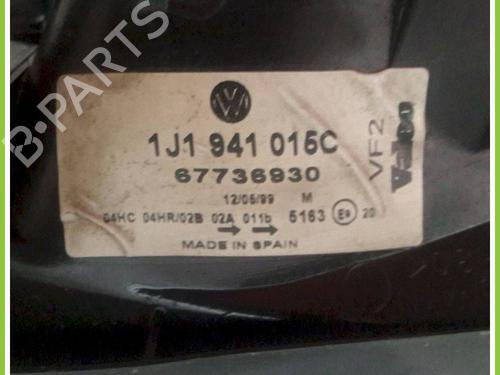 B-PARTS
VW
1J1 941 015C
67736930
12/05/99 M
04HC 04HR/02B 02A 011b 5163 E9 20
MADE IN SPAIN
VF2
Valeo